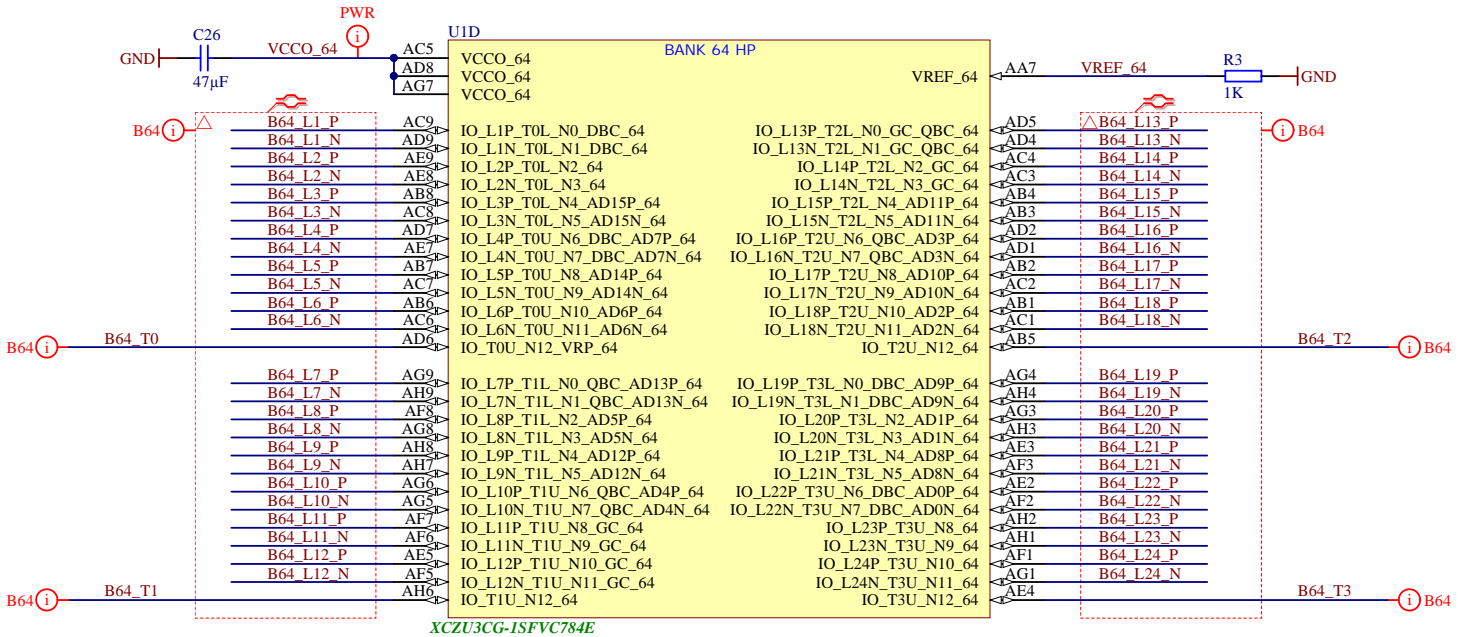 PWR
C26
U1D
GND
VCCO_64
47µF
BANK 64 HP
R3
VREF_64
GND
1K
AC5 VCCO_64
AD8 VCCO_64
AG7 VCCO_64
VREF_64 AA7
B64
B64
B64_L1_P AC9 IO_L1P_T0L_N0_DBC_64 IO_L13P_T2L_N0_GC_QBC_64 AD5 B64_L13_P
B64_L1_N AD9 IO_L1N_T0L_N1_DBC_64 IO_L13N_T2L_N1_GC_QBC_64 AD4 B64_L13_N
B64_L2_P AE9 IO_L2P_T0L_N2_64 IO_L14P_T2L_N2_GC_64 AC4 B64_L14_P
B64_L2_N AE8 IO_L2N_T0L_N3_64 IO_L14N_T2L_N3_GC_64 AC3 B64_L14_N
B64_L3_P AB8 IO_L3P_T0L_N4_AD15P_64 IO_L15P_T2L_N4_AD11P_64 AB4 B64_L15_P
B64_L3_N AC8 IO_L3N_T0L_N5_AD15N_64 IO_L15N_T2L_N5_AD11N_64 AB3 B64_L15_N
B64_L4_P AD7 IO_L4P_T0U_N6_DBC_AD7P_64 IO_L16P_T2U_N6_QBC_AD3P_64 AD2 B64_L16_P
B64_L4_N AE7 IO_L4N_T0U_N7_DBC_AD7N_64 IO_L16N_T2U_N7_QBC_AD3N_64 AD1 B64_L16_N
B64_L5_P AB7 IO_L5P_T0U_N8_AD14P_64 IO_L17P_T2U_N8_AD10P_64 AB2 B64_L17_P
B64_L5_N AC7 IO_L5N_T0U_N9_AD14N_64 IO_L17N_T2U_N9_AD10N_64 AC2 B64_L17_N
B64_L6_P AB6 IO_L6P_T0U_N10_AD6P_64 IO_L18P_T2U_N10_AD2P_64 AB1 B64_L18_P
B64_L6_N AC6 IO_L6N_T0U_N11_AD6N_64 IO_L18N_T2U_N11_AD2N_64 AC1 B64_L18_N
B64 B64_T0 AD6 IO_T0U_N12_VRP_64 IO_T2U_N12_64 AB5 B64_T2 B64
B64_L7_P AG9 IO_L7P_T1L_N0_QBC_AD13P_64 IO_L19P_T3L_N0_DBC_AD9P_64 AG4 B64_L19_P
B64_L7_N AH9 IO_L7N_T1L_N1_QBC_AD13N_64 IO_L19N_T3L_N1_DBC_AD9N_64 AH4 B64_L19_N
B64_L8_P AF8 IO_L8P_T1L_N2_AD5P_64 IO_L20P_T3L_N2_AD1P_64 AG3 B64_L20_P
B64_L8_N AG8 IO_L8N_T1L_N3_AD5N_64 IO_L20N_T3L_N3_AD1N_64 AH3 B64_L20_N
B64_L9_P AH8 IO_L9P_T1L_N4_AD12P_64 IO_L21P_T3L_N4_AD8P_64 AE3 B64_L21_P
B64_L9_N AH7 IO_L9N_T1L_N5_AD12N_64 IO_L21N_T3L_N5_AD8N_64 AF3 B64_L21_N
B64_L10_P AG6 IO_L10P_T1U_N6_QBC_AD4P_64 IO_L22P_T3U_N6_DBC_AD0P_64 AE2 B64_L22_P
B64_L10_N AG5 IO_L10N_T1U_N7_QBC_AD4N_64 IO_L22N_T3U_N7_DBC_AD0N_64 AF2 B64_L22_N
B64_L11_P AF7 IO_L11P_T1U_N8_GC_64 IO_L23P_T3U_N8_64 AH2 B64_L23_P
B64_L11_N AF6 IO_L11N_T1U_N9_GC_64 IO_L23N_T3U_N9_64 AH1 B64_L23_N
B64_L12_P AE5 IO_L12P_T1U_N10_GC_64 IO_L24P_T3U_N10_64 AF1 B64_L24_P
B64_L12_N AF5 IO_L12N_T1U_N11_GC_64 IO_L24N_T3U_N11_64 AG1 B64_L24_N
B64 B64_T1 AH6 IO_T1U_N12_64 IO_T3U_N12_64 AE4 B64_T3 B64
XCZU3CG-1SFVC784E